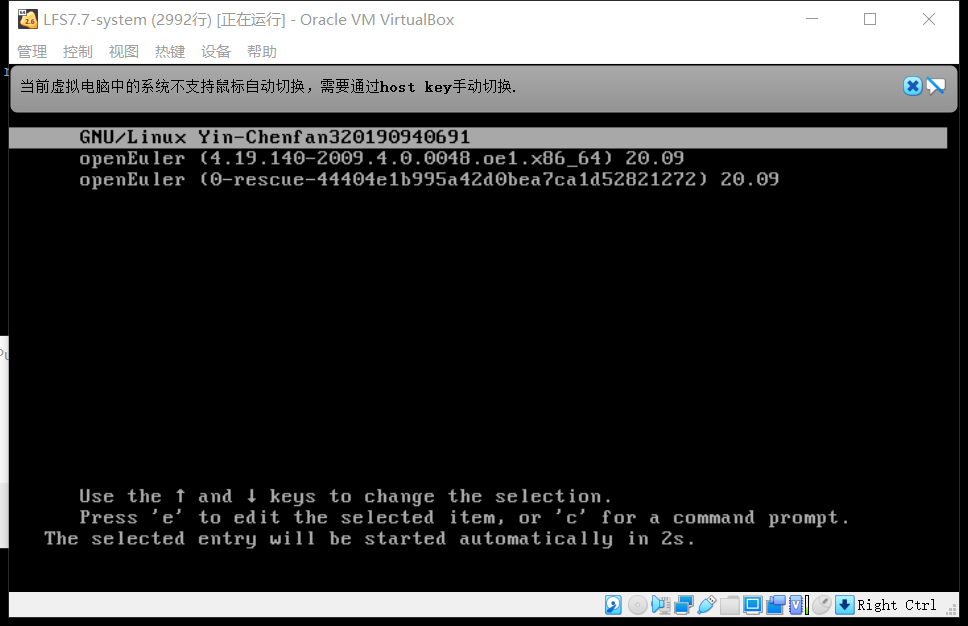 LFS7.7-system (2992行) [正在运行] - Oracle VM VirtualBox
管理 控制 视图 热键 设备 帮助
当前虚拟电脑中的系统不支持鼠标自动切换，需要通过host key手动切换.
GNU/Linux Yin-Chenfan320190940691
openEuler (4.19.140-2009.4.0.0048.oe1.x86_64) 20.09
openEuler (0-rescue-44404e1b995a42d0bea7ca1d52821272) 20.09
Use the ↑ and ↓ keys to change the selection.
Press 'e' to edit the selected item, or 'c' for a command prompt.
The selected entry will be started automatically in 2s.
Right Ctrl